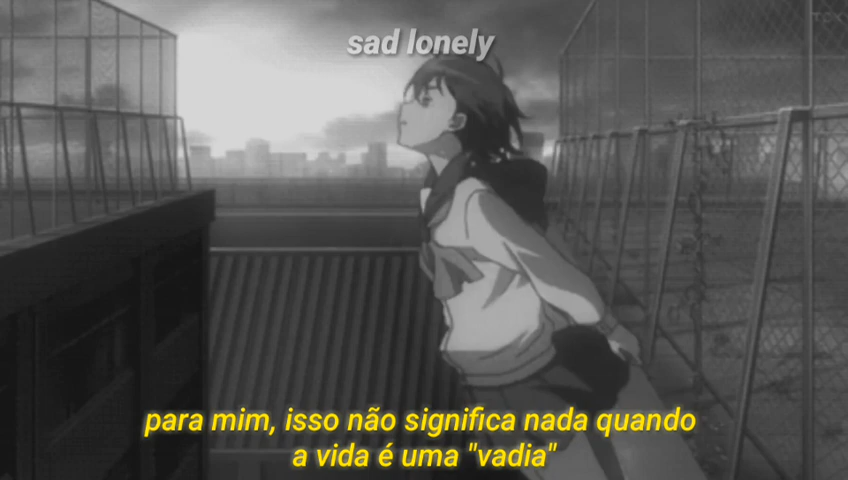 sad lonely
para mim, isso não significa nada quando
a vida é uma "vadia"